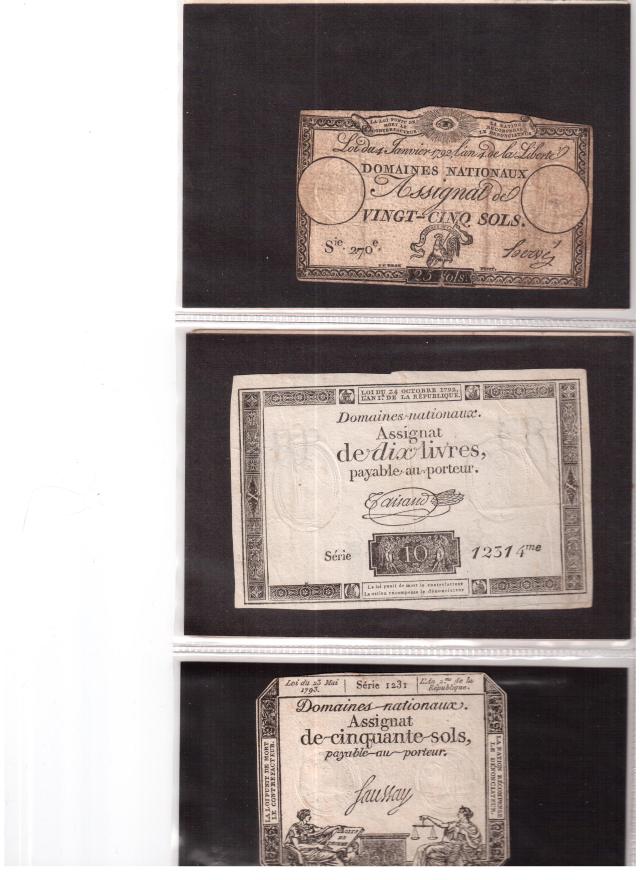 LA LOI PUNIT DE
MORT LE
CONTREFACTEUR
LA NATION
RÉCOMPENSE
LE DÉNONCIATEUR
Loi du 4 Janvier 1792 l'an 4 de la Liberté
DOMAINES NATIONAUX
Assignat de
VINGT-CINQ SOLS.
Sie. 270e.
Hervé
25 sols.
LOI DU 24 OCTOBRE 1792,
L'AN 1er. DE LA RÉPUBLIQUE.
Domaines nationaux.
Assignat
de dix livres,
payable au porteur.
Taisaud
Série
10
12314me
La loi punit de mort le contrefacteur
La nation récompense le dénonciateur
Loi du 23 Mai
1793.
Série 1231
L'An 2me de la
République.
Domaines nationaux.
Assignat
de cinquante sols,
payable au porteur.
Saussay
LA LOI PUNIT DE MORT
LE CONTREFACTEUR.
LA NATION RÉCOMPENSE
LE DÉNONCIATEUR.